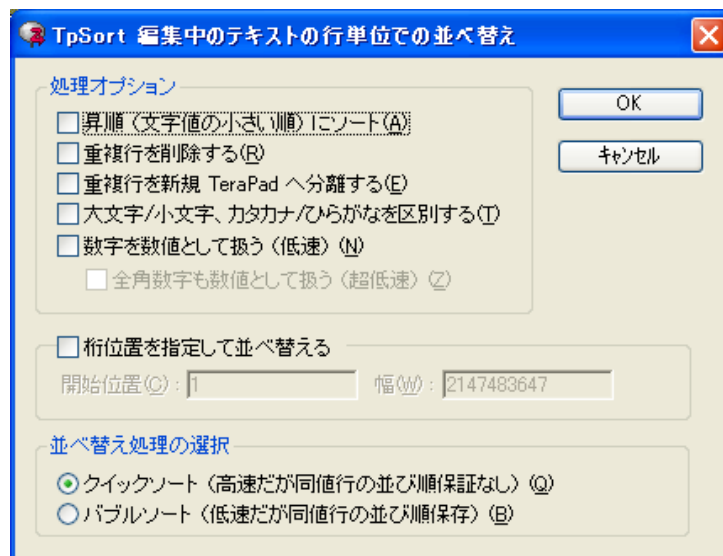 TpSort 編集中のテキストの行単位での並べ替え
処理オプション
昇順（文字値の小さい順）にソート(A)
重複行を削除する(R)
重複行を新規 TeraPad へ分離する(E)
大文字/小文字、カタカナ/ひらがなを区別する(T)
数字を数値として扱う（低速）(N)
全角数字も数値として扱う（超低速）(Z)
OK
キャンセル
桁位置を指定して並べ替える
開始位置(C)： 1 幅(W)： 2147483647
並べ替え処理の選択
クイックソート（高速だが同値行の並び順保証なし）(Q)
バブルソート（低速だが同値行の並び順保存）(B)